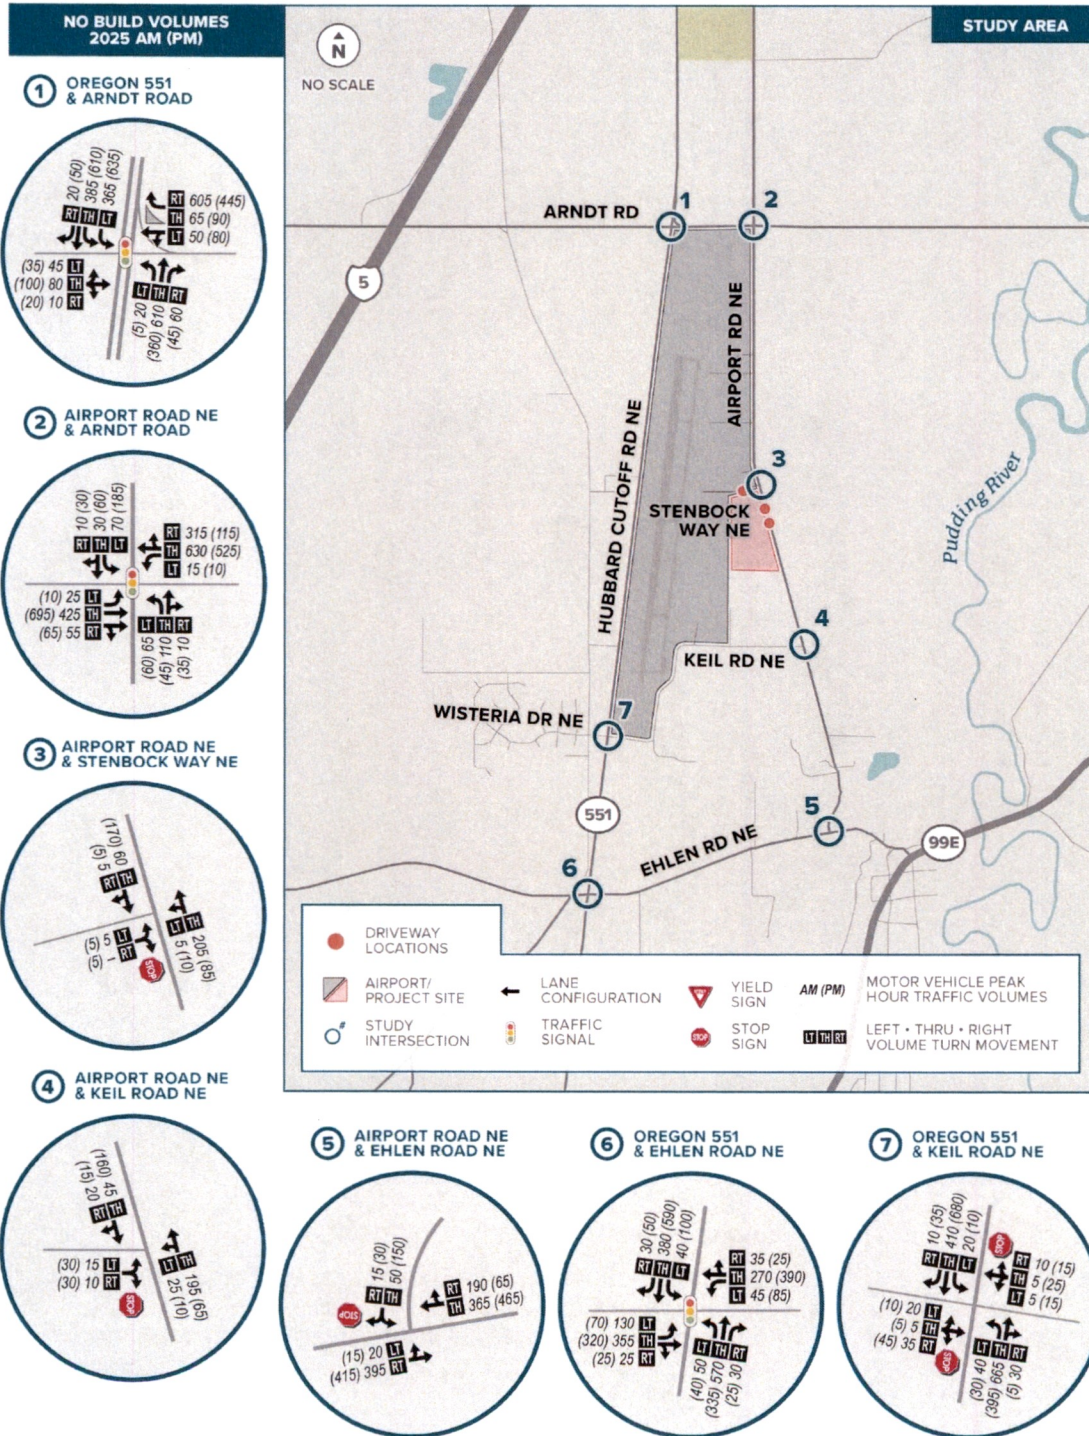 NO BUILD VOLUMES
2025 AM (PM)
STUDY AREA
N
NO SCALE
1 OREGON 551
& ARNDT ROAD
20 (50)
385 (610)
365 (635)
RT TH LT
RT 605 (445)
TH 65 (90)
LT 50 (80)
(35) 45 LT
(100) 80 TH
(20) 10 RT
LT TH RT
(5) 20
(360) 610
(45) 60
2 AIRPORT ROAD NE
& ARNDT ROAD
10 (30)
30 (60)
70 (185)
RT TH LT
RT 315 (115)
TH 630 (525)
LT 15 (10)
(10) 25 LT
(695) 425 TH
(65) 55 RT
LT TH RT
(60) 65
(45) 110
(35) 10
3 AIRPORT ROAD NE
& STENBOCK WAY NE
(170) 60
(5) 5
RT TH
LT TH
205 (85)
5 (10)
(5) 5 LT
(5) – RT
STOP
4 AIRPORT ROAD NE
& KEIL ROAD NE
(160) 45
(15) 20
RT TH
LT TH
195 (65)
25 (10)
(30) 15 LT
(30) 10 RT
STOP
ARNDT RD
1
2
5
AIRPORT RD NE
HUBBARD CUTOFF RD NE
3
STENBOCK
WAY NE
Pudding River
4
KEIL RD NE
WISTERIA DR NE
7
551
5
EHLEN RD NE
99E
6
DRIVEWAY
LOCATIONS
AIRPORT/
PROJECT SITE
LANE
CONFIGURATION
YIELD
SIGN
AM (PM)
MOTOR VEHICLE PEAK
HOUR TRAFFIC VOLUMES
#
STUDY
INTERSECTION
TRAFFIC
SIGNAL
STOP
STOP
SIGN
LT TH RT
LEFT • THRU • RIGHT
VOLUME TURN MOVEMENT
5 AIRPORT ROAD NE
& EHLEN ROAD NE
15 (30)
50 (150)
RT TH
STOP
RT 190 (65)
TH 365 (465)
(15) 20 LT
(415) 395 RT
6 OREGON 551
& EHLEN ROAD NE
30 (50)
380 (590)
40 (100)
RT TH LT
RT 35 (25)
TH 270 (390)
LT 45 (85)
(70) 130 LT
(320) 355 TH
(25) 25 RT
LT TH RT
(40) 50
(335) 570
(25) 30
7 OREGON 551
& KEIL ROAD NE
10 (35)
410 (680)
20 (10)
RT TH LT
STOP
RT 10 (15)
TH 5 (25)
LT 5 (15)
(10) 20 LT
(5) 5 TH
(45) 35 RT
STOP
LT TH RT
(30) 40
(395) 665
(5) 30